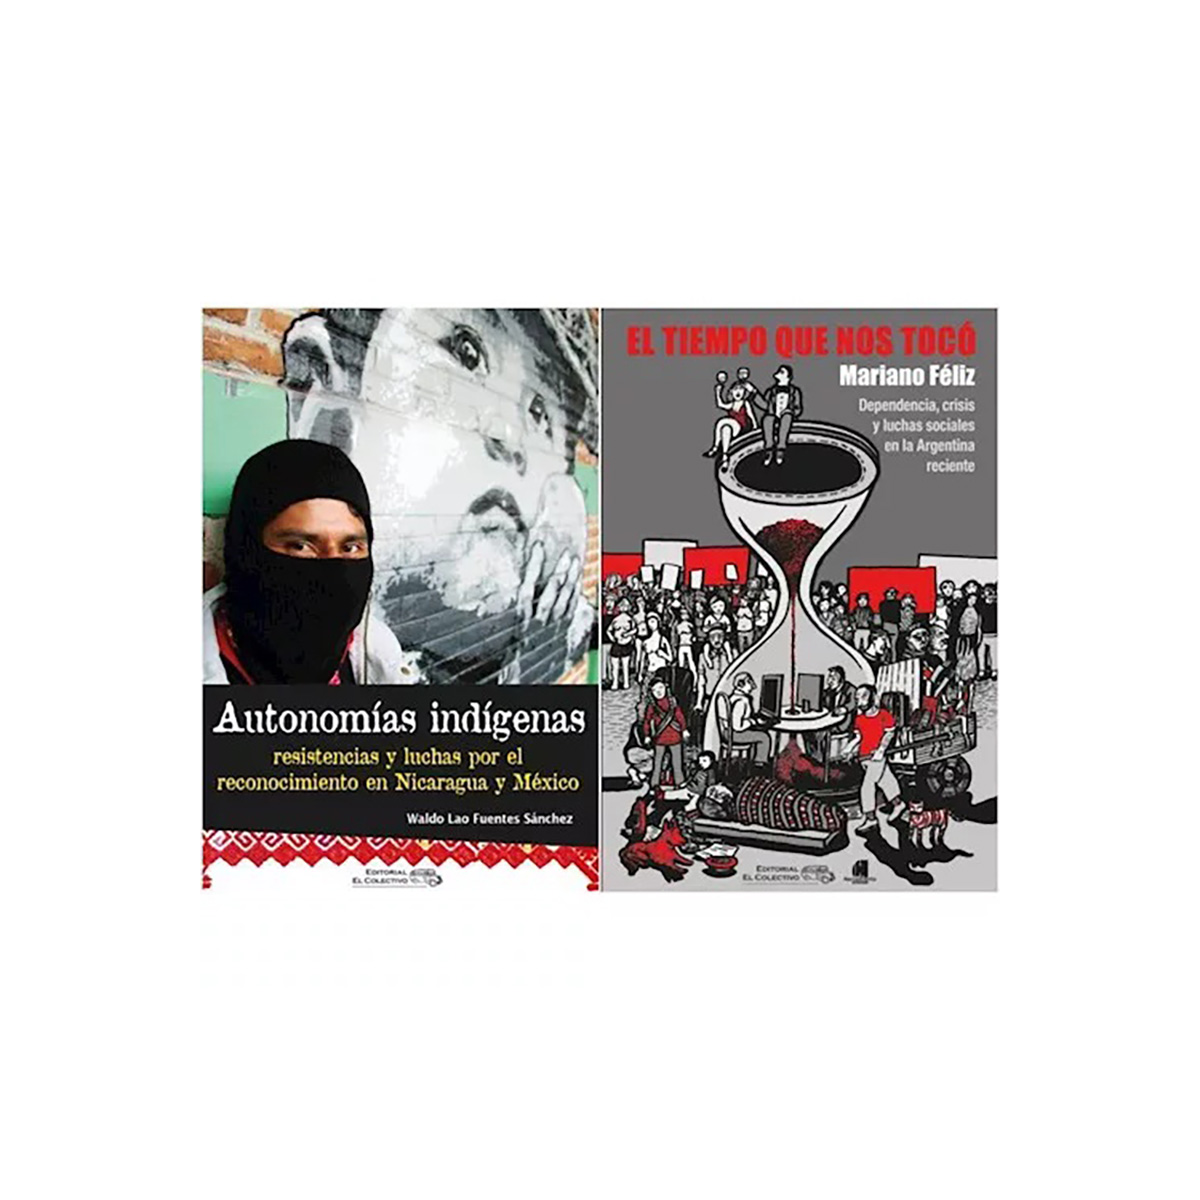 Autonomías indígenas
resistencias y luchas por el
reconocimiento en Nicaragua y México
Waldo Lao Fuentes Sánchez
EDITORIAL
EL COLECTIVO
EL TIEMPO QUE NOS TOCÓ
Mariano Féliz
Dependencia, crisis
y luchas sociales
en la Argentina
reciente
EDITORIAL
EL COLECTIVO